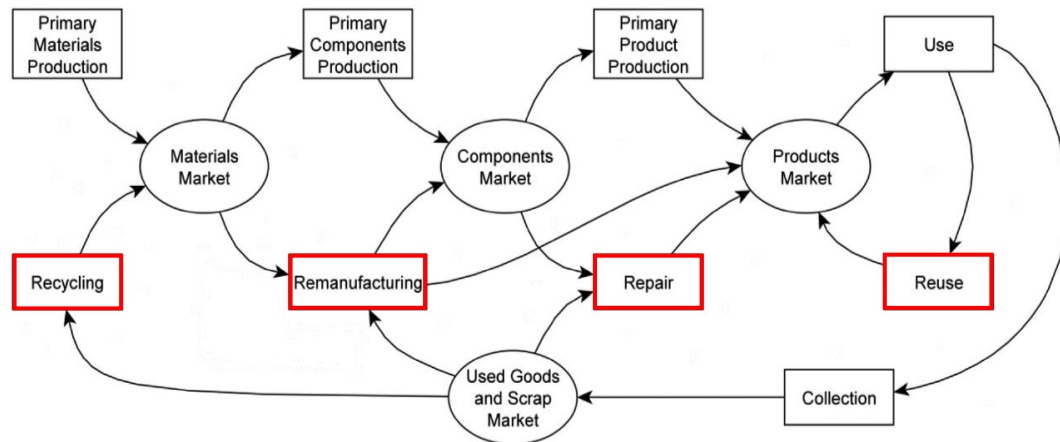 Primary
Materials
Production
Primary
Components
Production
Primary
Product
Production
Use
Materials
Market
Components
Market
Products
Market
Recycling
Remanufacturing
Repair
Reuse
Used Goods
and Scrap
Market
Collection